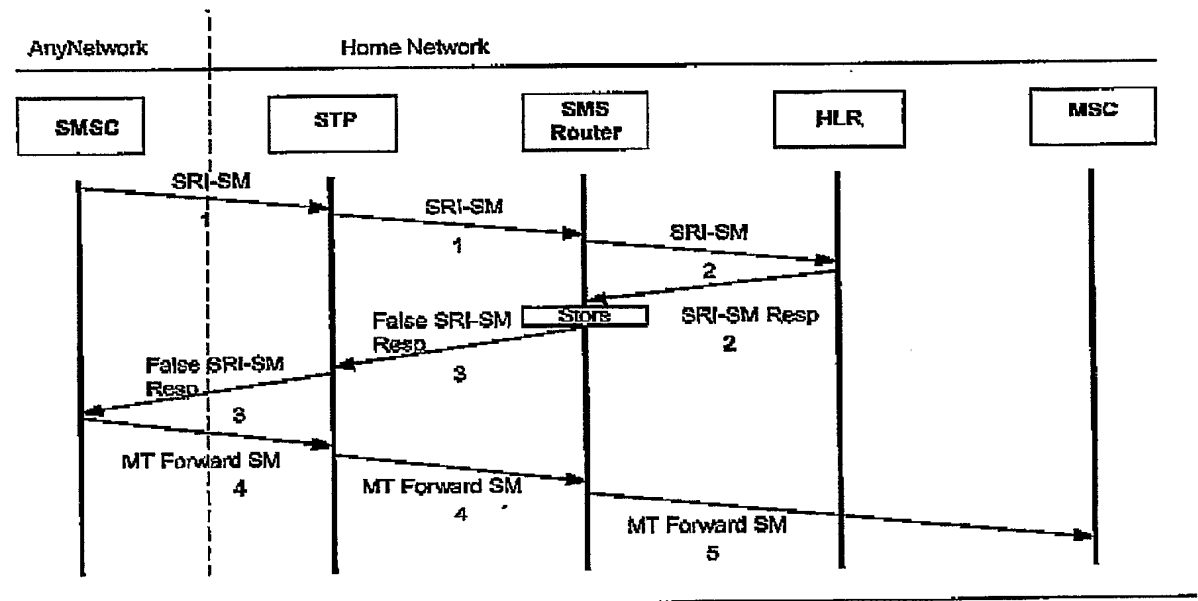 AnyNetwork
Home Network
SMSC
STP
SMS
Router
HLR
MSC
SRI-SM
1
SRI-SM
1
SRI-SM
2
Store
SRI-SM Resp
2
False SRI-SM
Resp
3
False SRI-SM
Resp
3
MT Forward SM
4
MT Forward SM
4
MT Forward SM
5